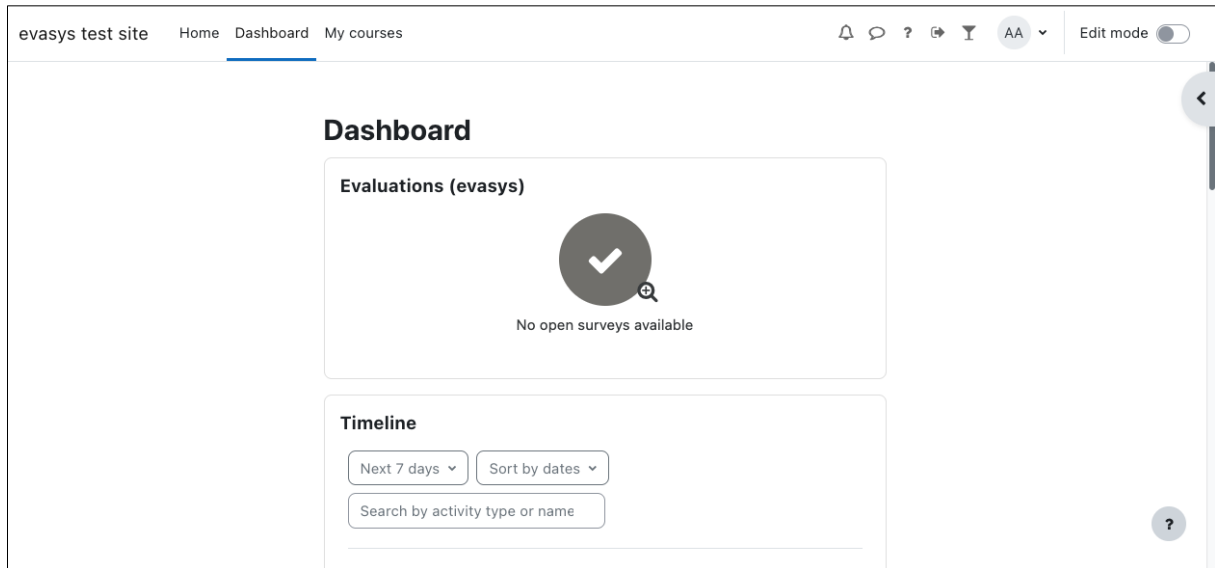 evasys test site Home Dashboard My courses ? AA Edit mode
Dashboard
Evaluations (evasys)
No open surveys available
Timeline
Next 7 days Sort by dates
Search by activity type or name
?